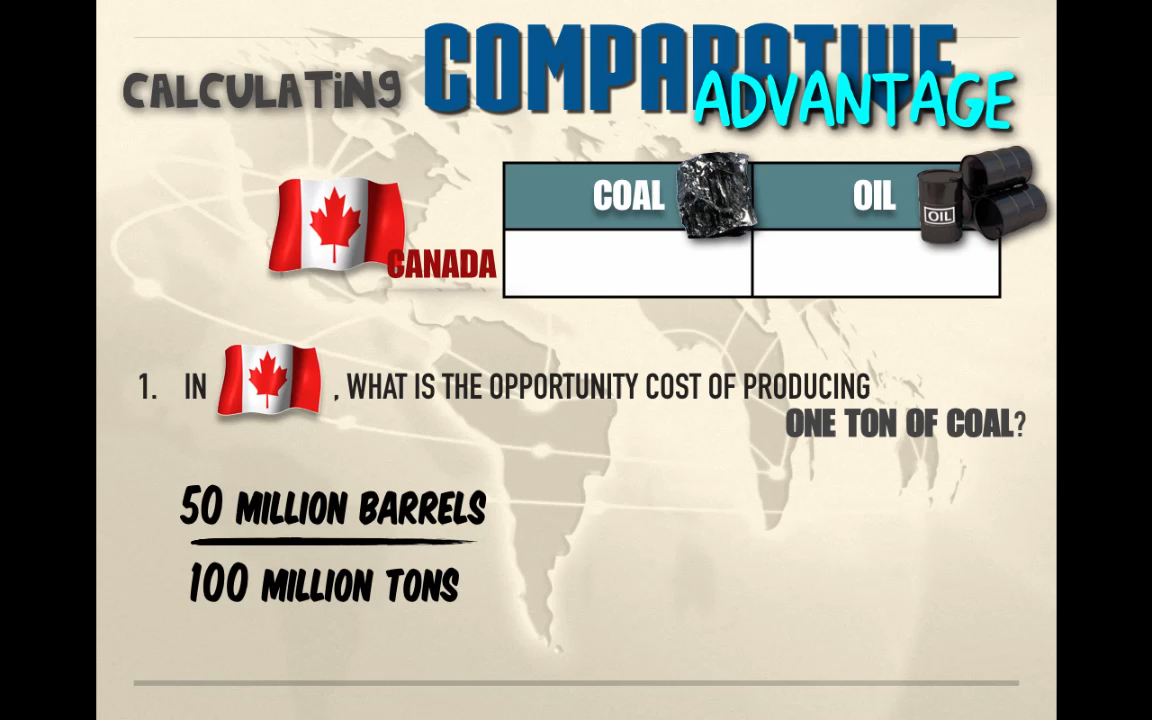 CALCULATiNg COMPARATIVE
ADVANTAGE
COAL OIL
OIL
CANADA
1. IN , WHAT IS THE OPPORTUNITY COST OF PRODUCING
ONE TON OF COAL?
50 MILLION BARRELS
100 MILLION TONS